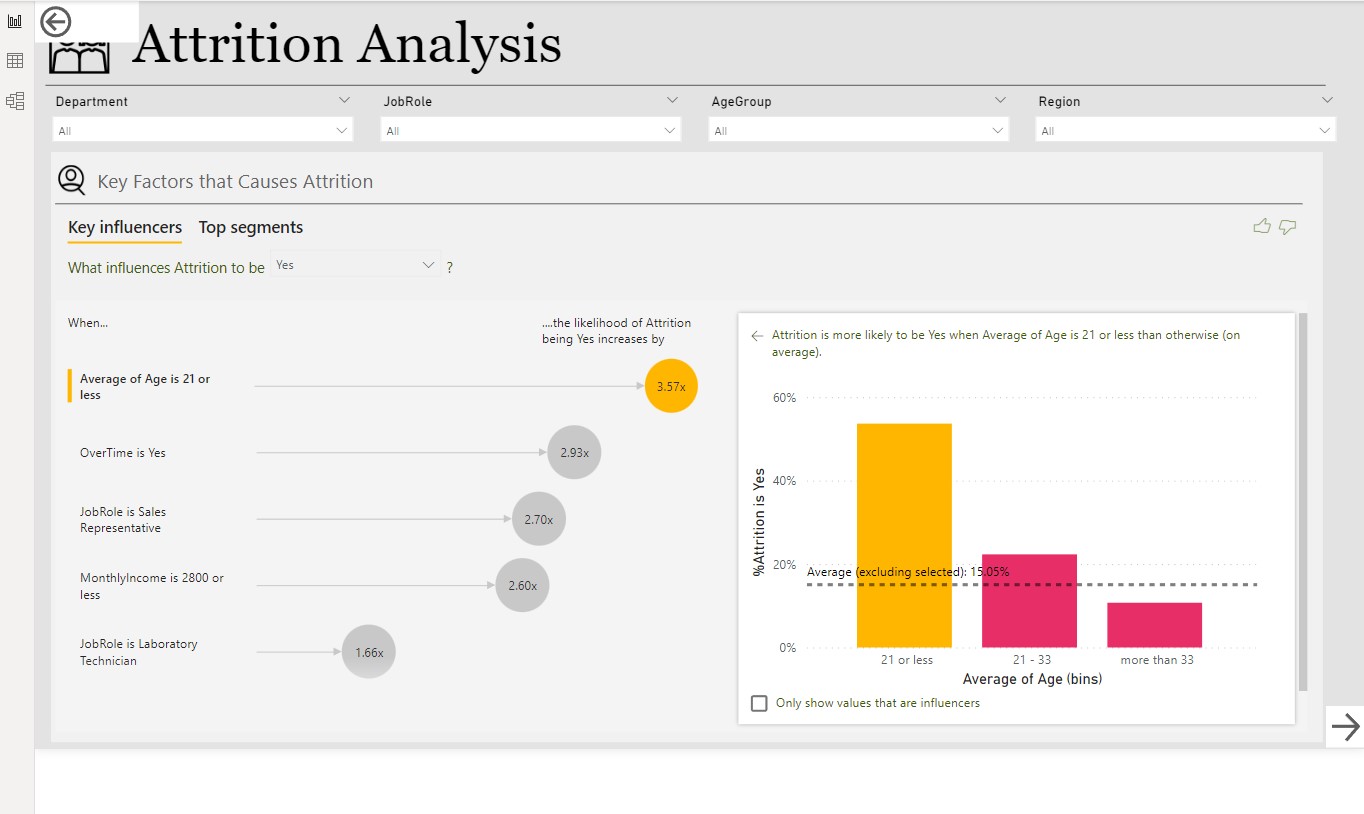 Attrition Analysis
Department
JobRole
AgeGroup
Region
All
All
All
All
Key Factors that Causes Attrition
Key influencers
Top segments
What influences Attrition to be Yes ?
When...
....the likelihood of Attrition
being Yes increases by
Average of Age is 21 or
less
3.57x
OverTime is Yes
2.93x
JobRole is Sales
Representative
2.70x
MonthlyIncome is 2800 or
less
2.60x
JobRole is Laboratory
Technician
1.66x
Attrition is more likely to be Yes when Average of Age is 21 or less than otherwise (on
average).
%Attrition is Yes
60%
40%
20%
0%
Average (excluding selected): 15.05%
21 or less
21 - 33
more than 33
Average of Age (bins)
Only show values that are influencers